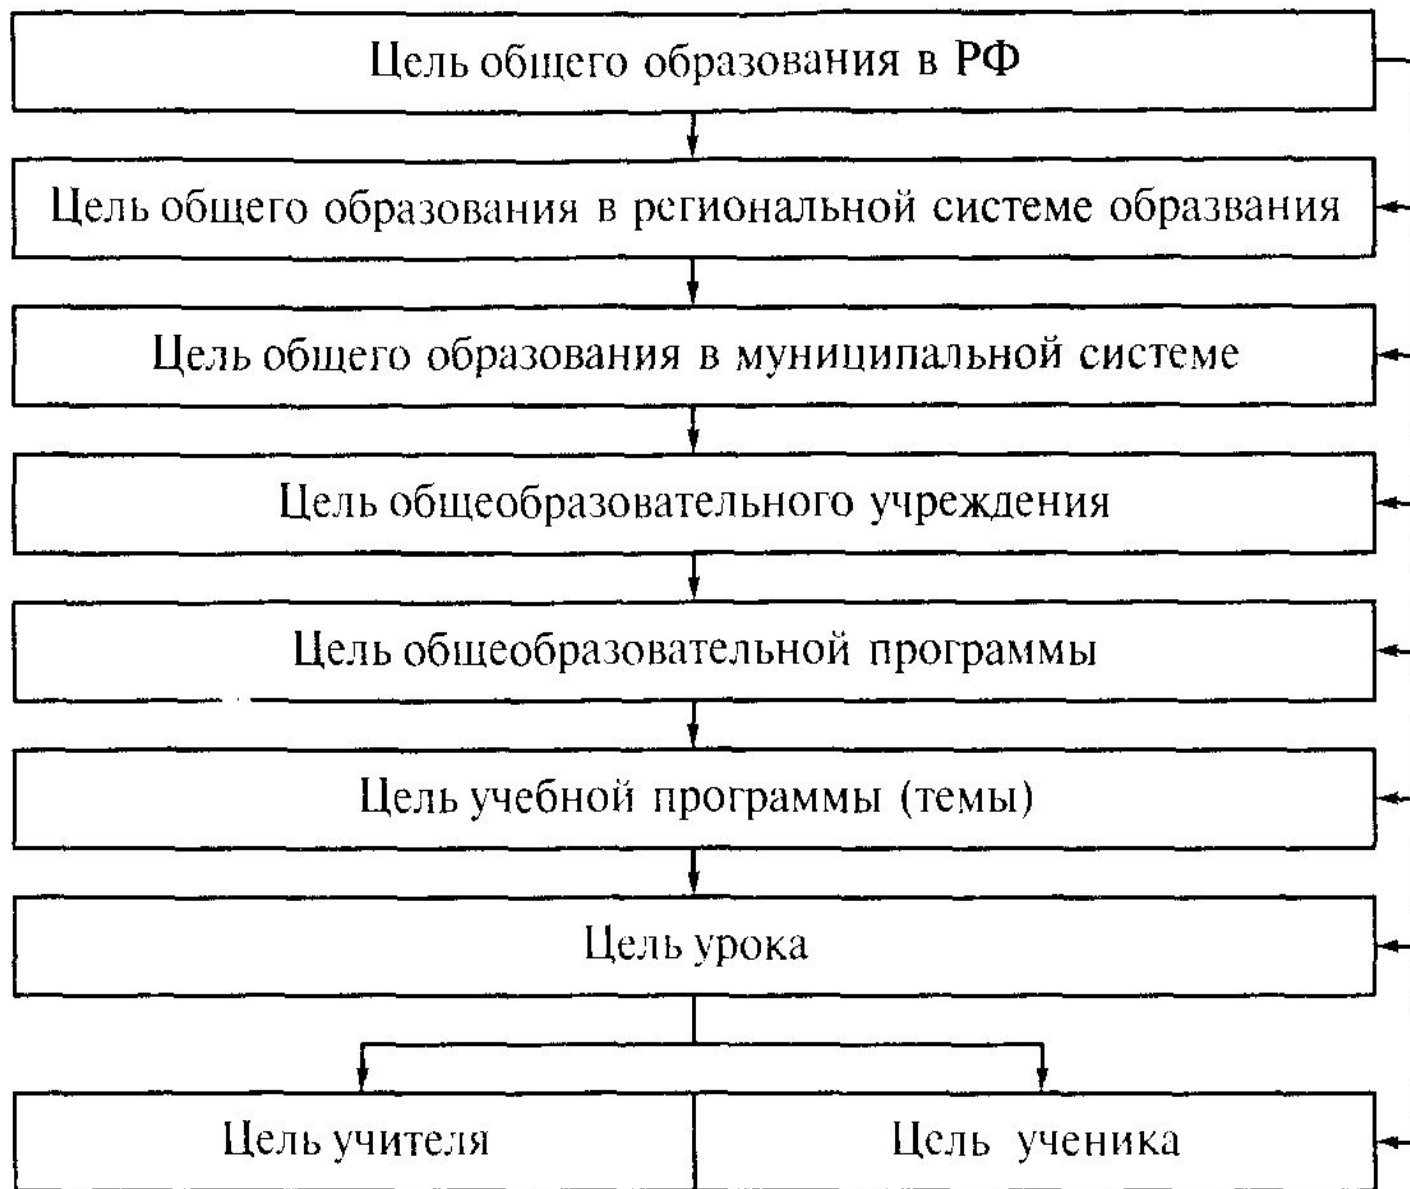 Цель общего образования в РФ
Цель общего образования в региональной системе образвания
Цель общего образования в муниципальной системе
Цель общеобразовательного учреждения
Цель общеобразовательной программы
Цель учебной программы (темы)
Цель урока
Цель учителя
Цель ученика